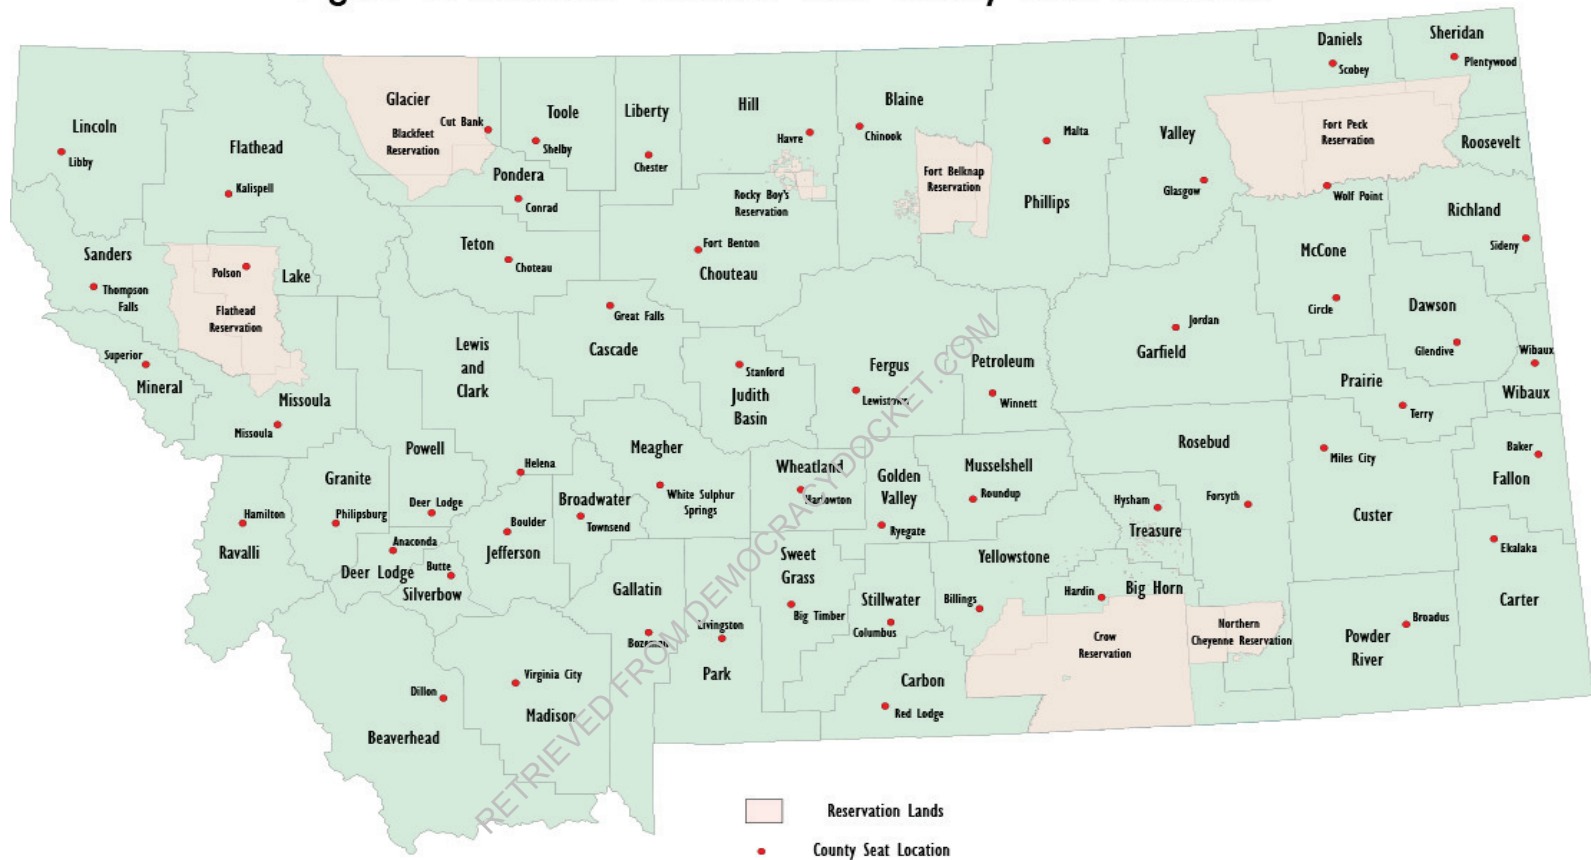 Daniels
Scobey
Sheridan
Plentywood
Lincoln
Libby
Flathead
Kalispell
Glacier
Cut Bank
Blackfeet
Reservation
Toole
Shelby
Liberty
Chester
Hill
Havre
Blaine
Chinook
Malta
Phillips
Valley
Glasgow
Fort Peck
Reservation
Roosevelt
Wolf Point
Pondera
Conrad
Rocky Boy's
Reservation
Fort Belknap
Reservation
Richland
Sideny
Sanders
Thompson
Falls
Polson
Lake
Flathead
Reservation
Teton
Choteau
Fort Benton
Chouteau
McCone
Circle
Dawson
Glendive
Wibaux
Wibaux
Superior
Mineral
Missoula
Missoula
Lewis
and
Clark
Great Falls
Cascade
Stanford
Judith
Basin
Fergus
Lewistown
Petroleum
Winnett
Jordan
Garfield
Prairie
Terry
Powell
Deer Lodge
Helena
Meagher
White Sulphur
Springs
Wheatland
Harlowton
Golden
Valley
Ryegate
Musselshell
Roundup
Rosebud
Forsyth
Hysham
Treasure
Miles City
Custer
Baker
Fallon
Granite
Philipsburg
Hamilton
Ravalli
Anaconda
Deer Lodge
Butte
Silverbow
Boulder
Jefferson
Broadwater
Townsend
Gallatin
Bozeman
Livingston
Park
Sweet
Grass
Big Timber
Stillwater
Columbus
Yellowstone
Billings
Hardin
Big Horn
Crow
Reservation
Northern
Cheyenne Reservation
Ekalaka
Carter
Broadus
Powder
River
Dillon
Beaverhead
Virginia City
Madison
Carbon
Red Lodge
RETRIEVED FROM DEMOCRACYDOCKET.COM
Reservation Lands
County Seat Location